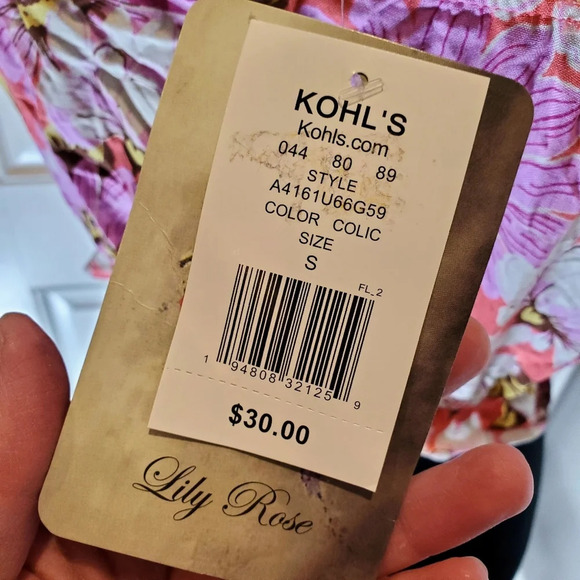 KOHL'S
Kohls.com
044 80 89
STYLE
A4161U66G59
COLOR COLIC
SIZE
S
FL_2
1 94808 32125 9
$30.00
Lily Rose